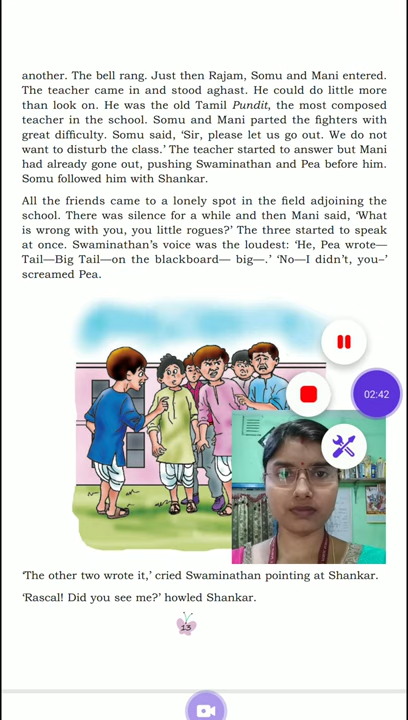 another. The bell rang. Just then Rajam, Somu and Mani entered.
The teacher came in and stood aghast. He could do little more
than look on. He was the old Tamil Pundit, the most composed
teacher in the school. Somu and Mani parted the fighters with
great difficulty. Somu said, ‘Sir, please let us go out. We do not
want to disturb the class.’ The teacher started to answer but Mani
had already gone out, pushing Swaminathan and Pea before him.
Somu followed him with Shankar.
All the friends came to a lonely spot in the field adjoining the
school. There was silence for a while and then Mani said, ‘What
is wrong with you, you little rogues?’ The three started to speak
at once. Swaminathan’s voice was the loudest: ‘He, Pea wrote—
Tail—Big Tail—on the blackboard— big—.’ ‘No—I didn’t, you–’
screamed Pea.
02:42
‘The other two wrote it,’ cried Swaminathan pointing at Shankar.
‘Rascal! Did you see me?’ howled Shankar.
13